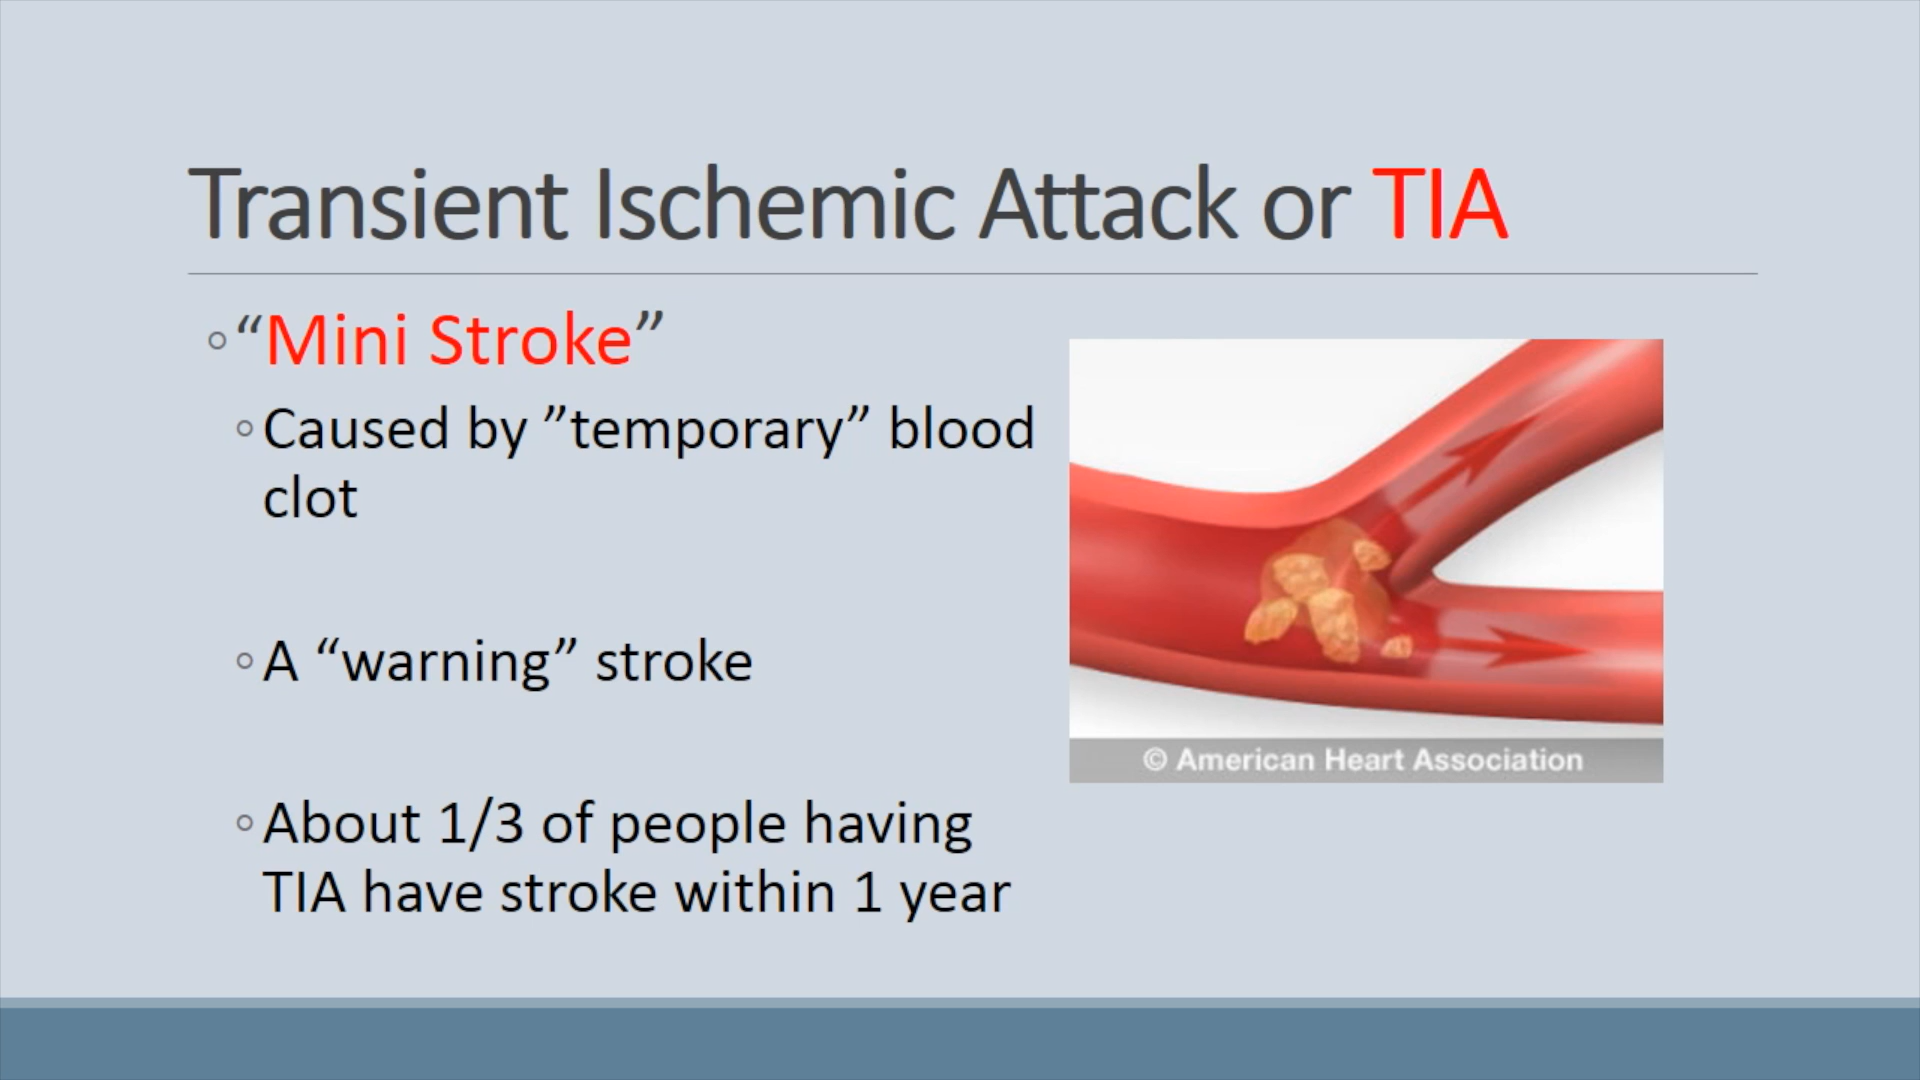 Transient Ischemic Attack or TIA
◦“Mini Stroke”
◦Caused by ”temporary” blood
clot
◦A “warning” stroke
◦About 1/3 of people having
TIA have stroke within 1 year
© American Heart Association